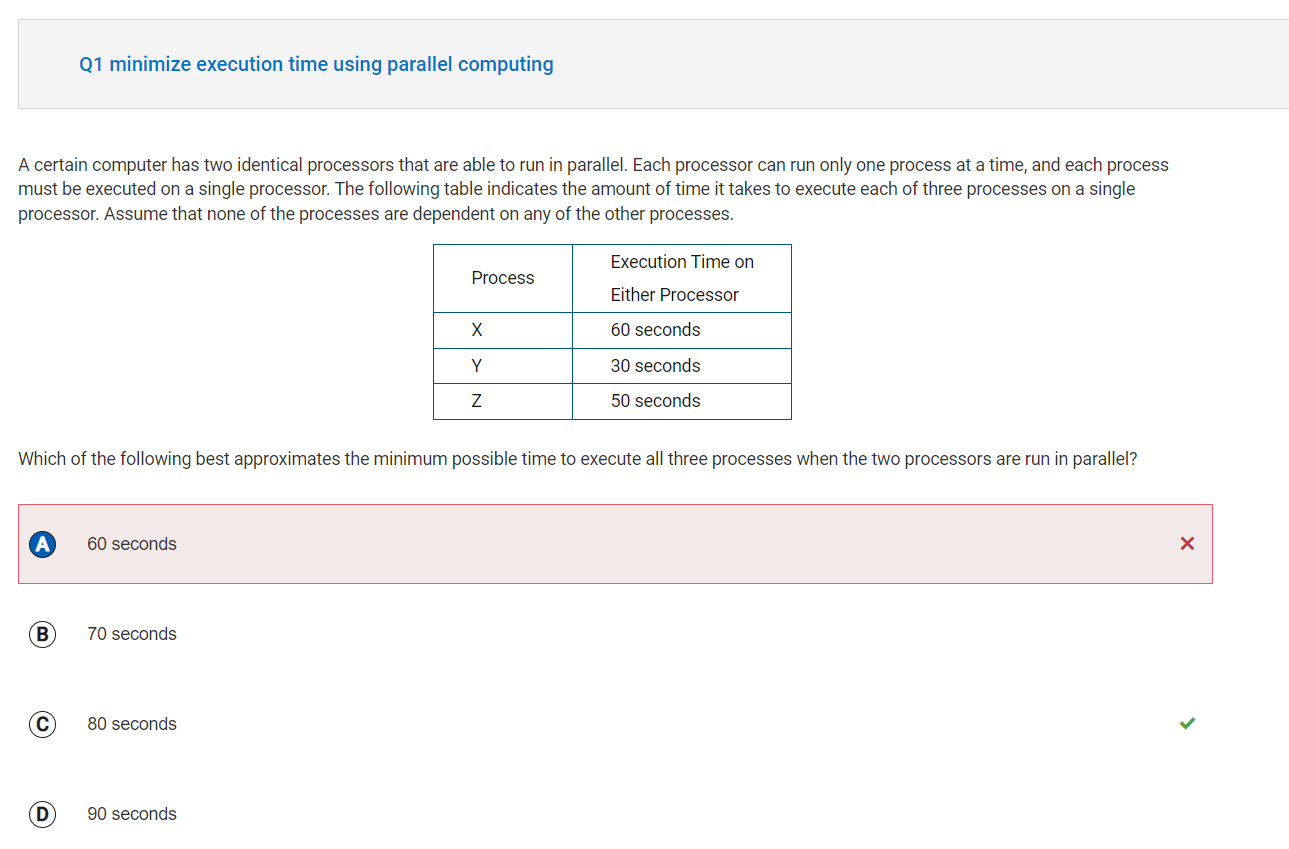 Q1 minimize execution time using parallel computing
A certain computer has two identical processors that are able to run in parallel. Each processor can run only one process at a time, and each process
must be executed on a single processor. The following table indicates the amount of time it takes to execute each of three processes on a single
processor. Assume that none of the processes are dependent on any of the other processes.
Process
Execution Time on
Either Processor
X 60 seconds
Y 30 seconds
Z 50 seconds
Which of the following best approximates the minimum possible time to execute all three processes when the two processors are run in parallel?
A 60 seconds
B 70 seconds
C 80 seconds
D 90 seconds